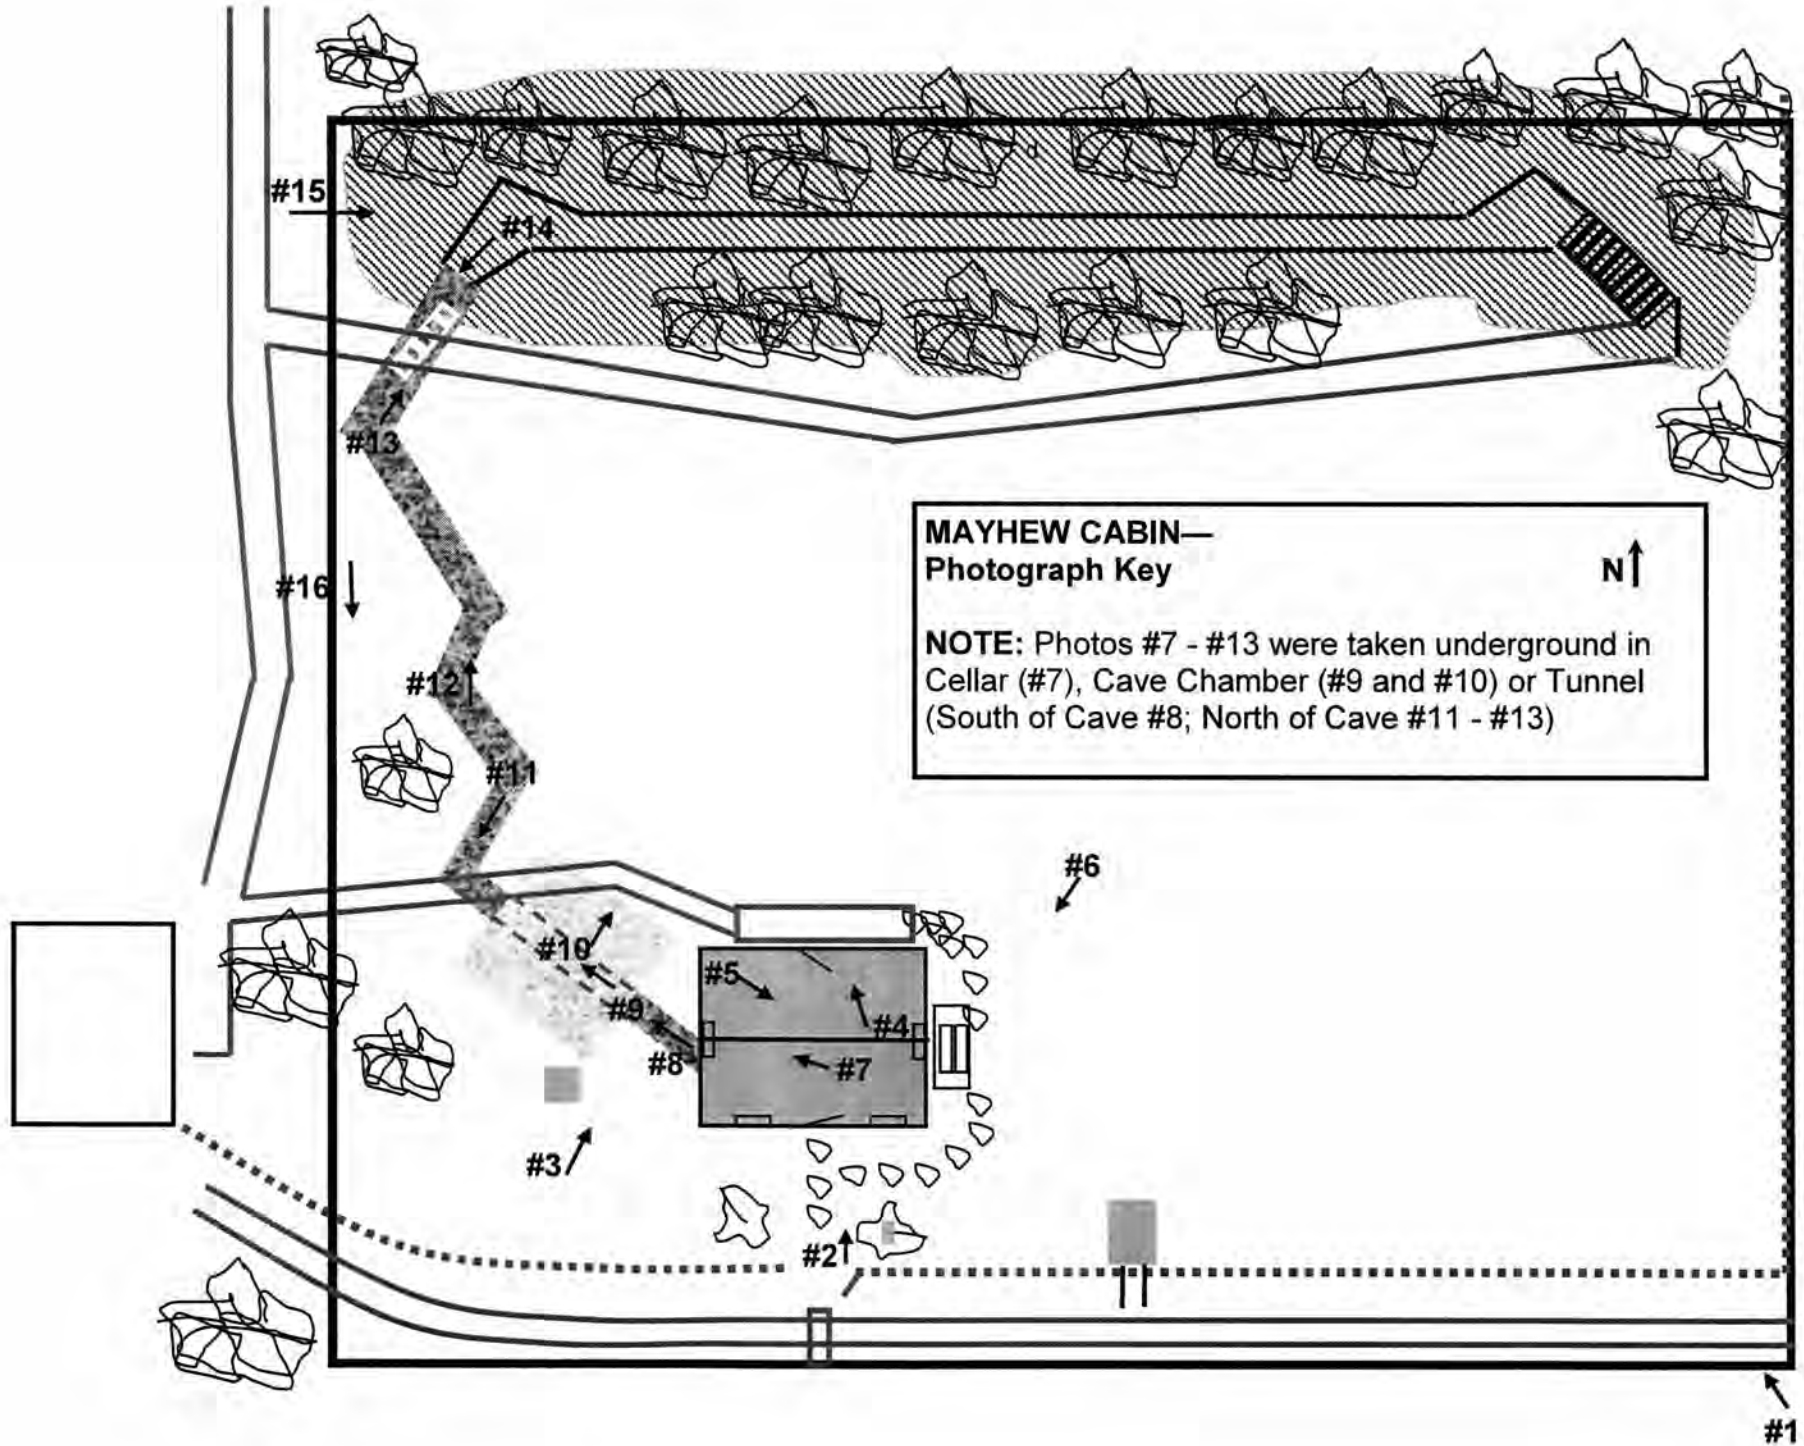 #15
#14
#13
MAYHEW CABIN—
Photograph Key
N
NOTE: Photos #7 - #13 were taken underground in
Cellar (#7), Cave Chamber (#9 and #10) or Tunnel
(South of Cave #8; North of Cave #11 - #13)
#16
#12
#11
#6
#10
#5
#9
#4
#8
#7
#3
#2
#1